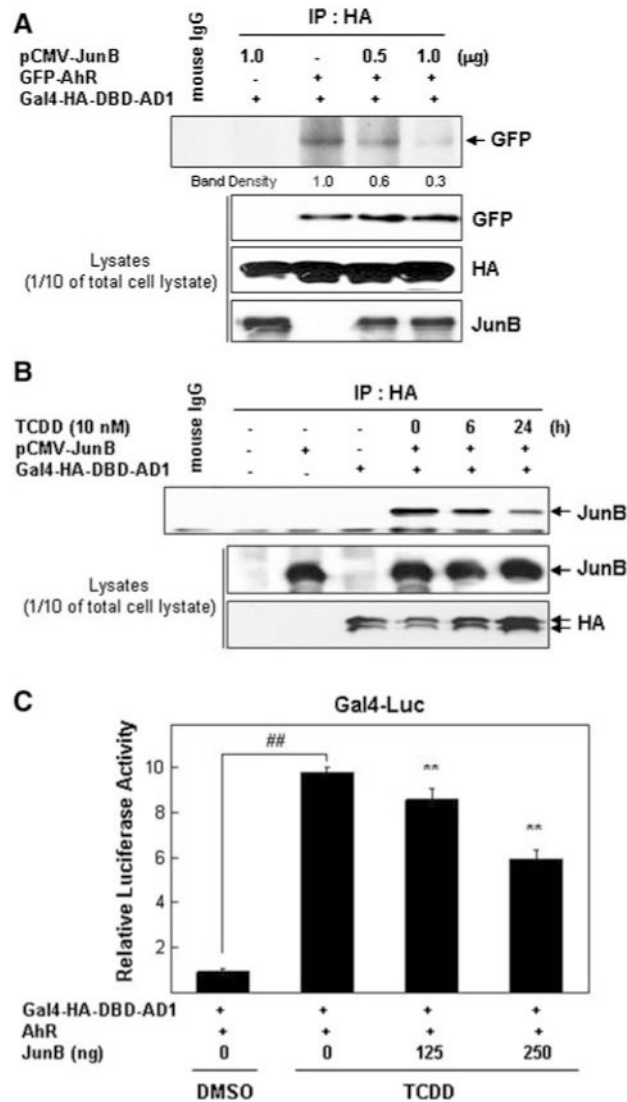 A
IP : HA
mouse IgG
pCMV-JunB 1.0 - 0.5 1.0 (µg)
GFP-AhR - + + +
Gal4-HA-DBD-AD1 + + + +
GFP
Band Density 1.0 0.6 0.3
GFP
Lysates
(1/10 of total cell lystate)
HA
JunB
B
IP : HA
mouse IgG
TCDD (10 nM) - - - 0 6 24 (h)
pCMV-JunB - + - + + +
Gal4-HA-DBD-AD1 - - + + + +
JunB
JunB
Lysates
(1/10 of total cell lystate)
HA
C
Gal4-Luc
Relative Luciferase Activity
10
8
6
4
2
##
**
**
Gal4-HA-DBD-AD1 + + + +
AhR + + + +
JunB (ng) 0 0 125 250
DMSO TCDD